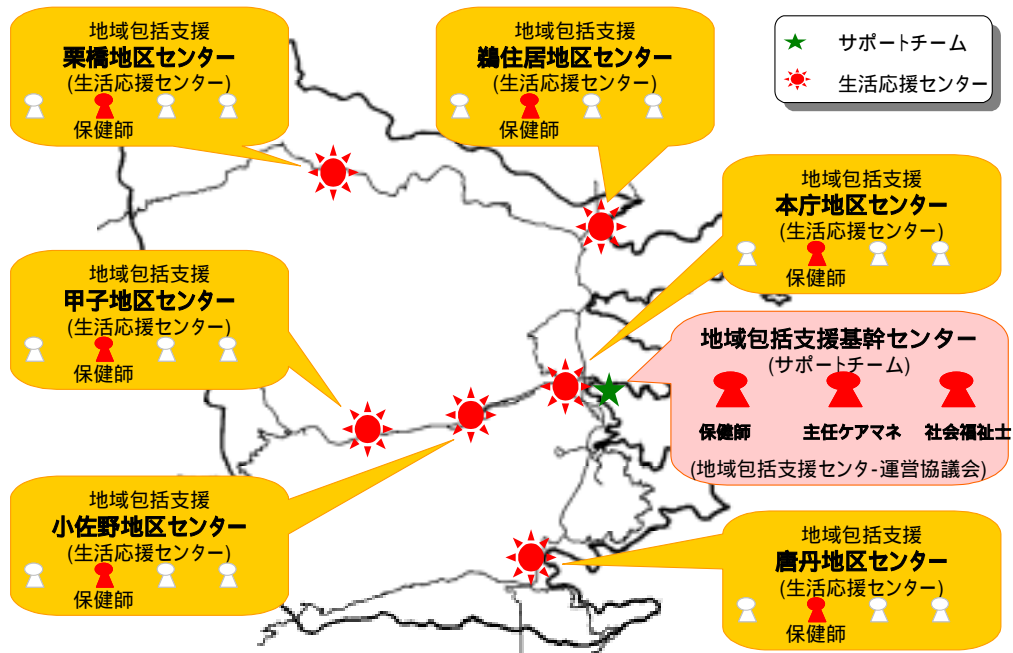 地域包括支援
栗橋地区センター
(生活応援センター)
保健師
地域包括支援
鵜住居地区センター
(生活応援センター)
保健師
サポートチーム
生活応援センター
地域包括支援
本庁地区センター
(生活応援センター)
保健師
地域包括支援
甲子地区センター
(生活応援センター)
保健師
地域包括支援基幹センター
(サポートチーム)
保健師 主任ケアマネ 社会福祉士
(地域包括支援センタ-運営協議会)
地域包括支援
小佐野地区センター
(生活応援センター)
保健師
地域包括支援
唐丹地区センター
(生活応援センター)
保健師